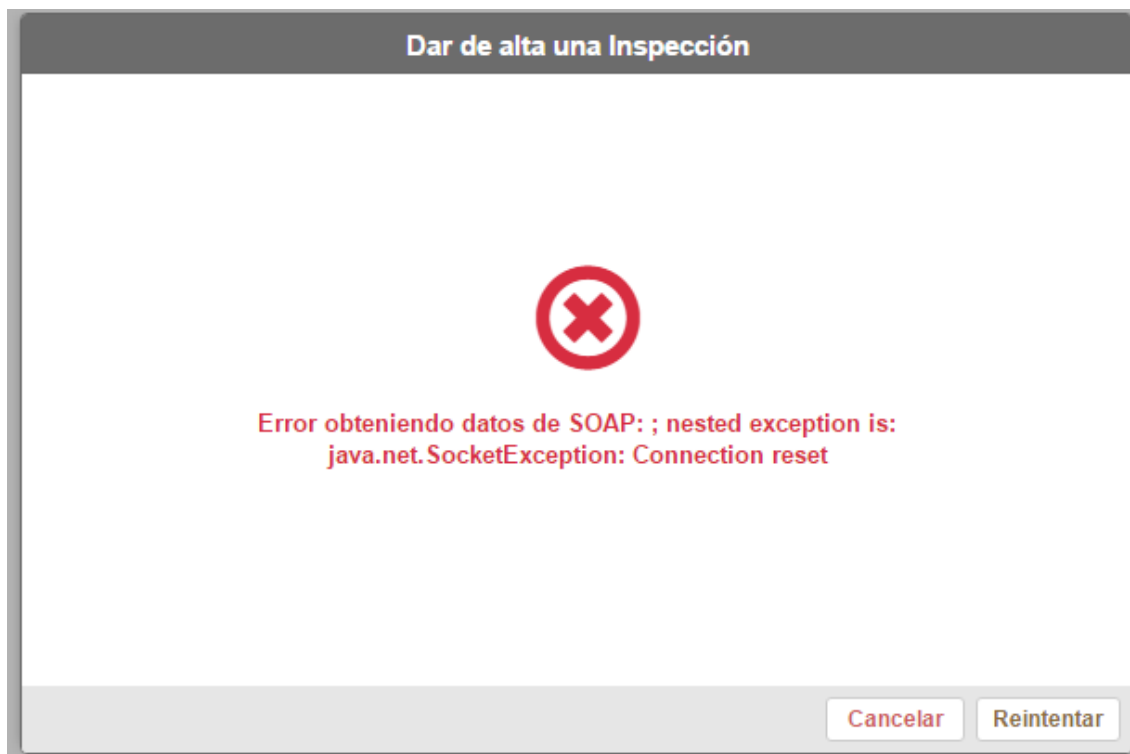 Dar de alta una Inspección
Error obteniendo datos de SOAP: ; nested exception is:
java.net.SocketException: Connection reset
Cancelar
Reintentar